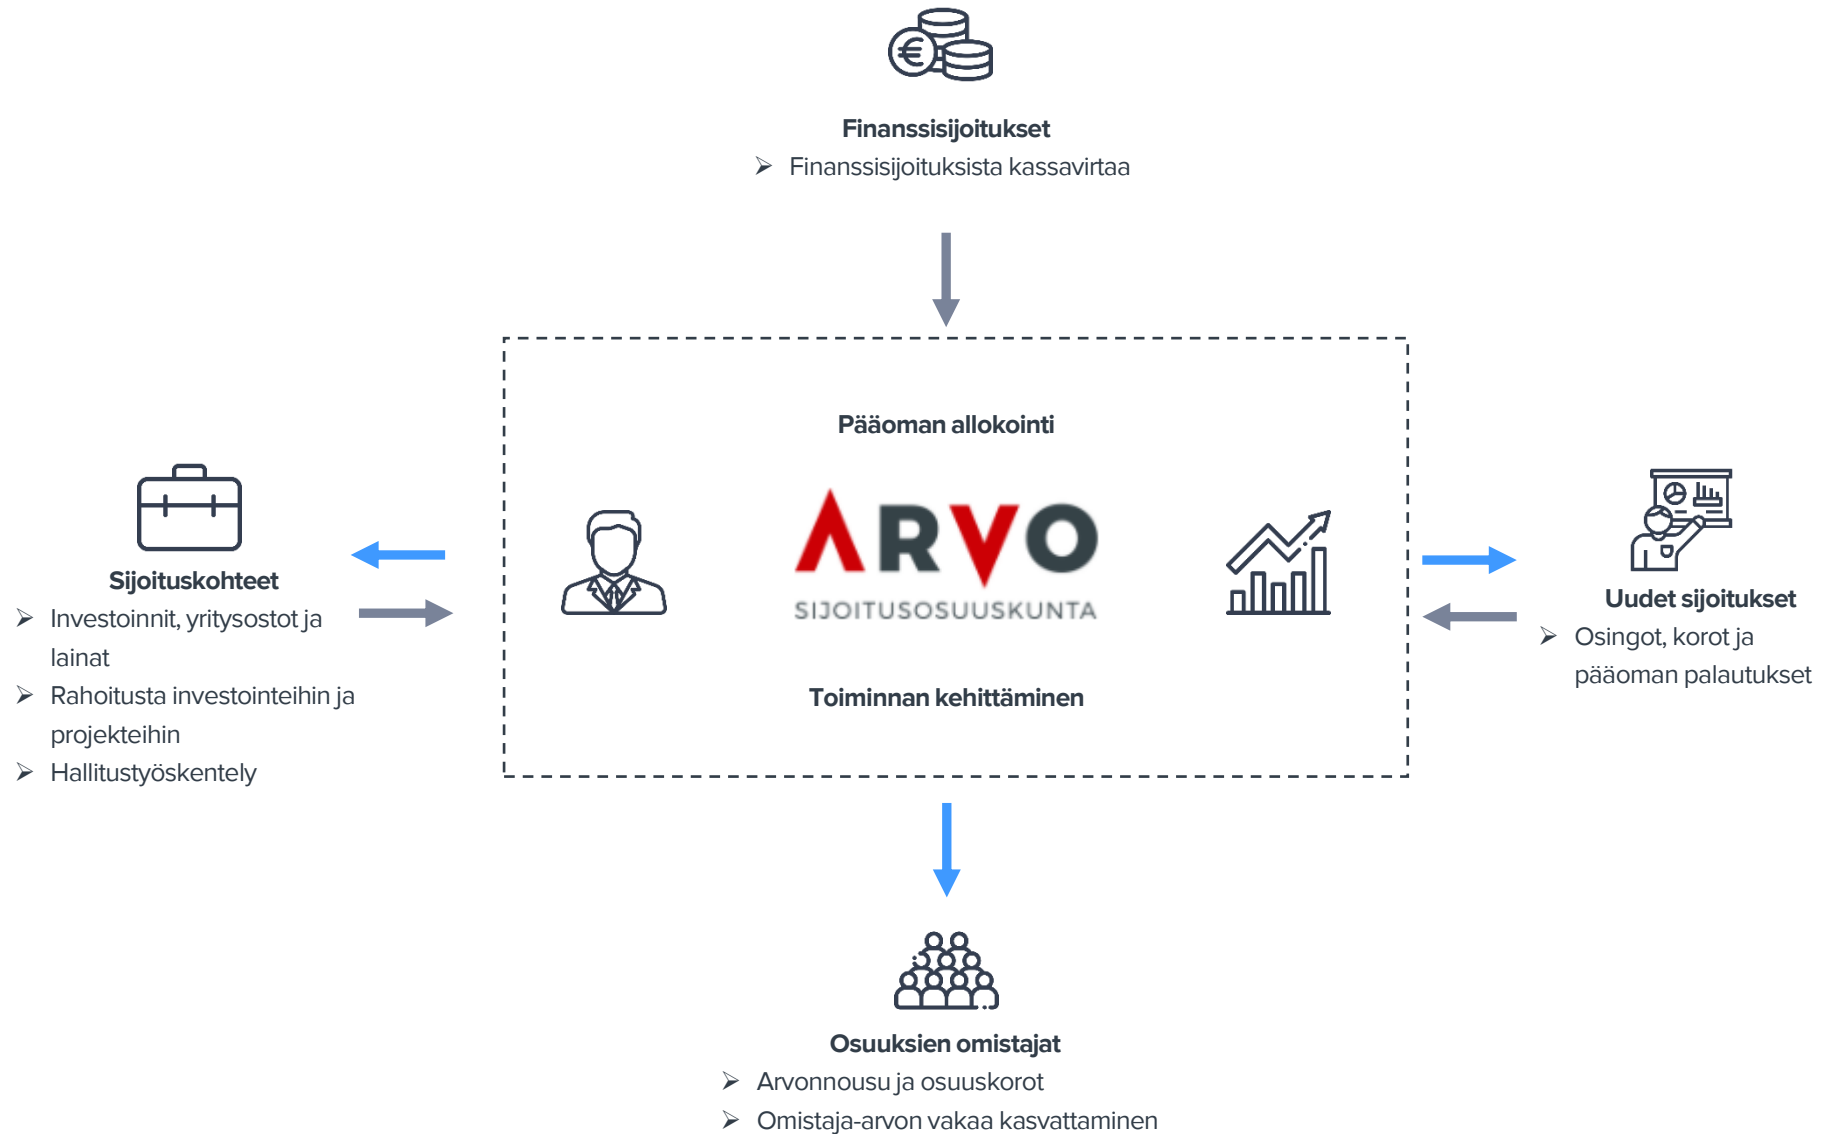 Finanssisijoitukset
➢ Finanssisijoituksista kassavirtaa
Pääoman allokointi
ARVO
SIJOITUSOSUUSKUNTA
Toiminnan kehittäminen
Sijoituskohteet
➢ Investoinnit, yritysostot ja
lainat
➢ Rahoitusta investointeihin ja
projekteihin
➢ Hallitustyöskentely
Uudet sijoitukset
➢ Osingot, korot ja
pääoman palautukset
Osuuksien omistajat
➢ Arvonnousu ja osuuskorot
➢ Omistaja-arvon vakaa kasvattaminen